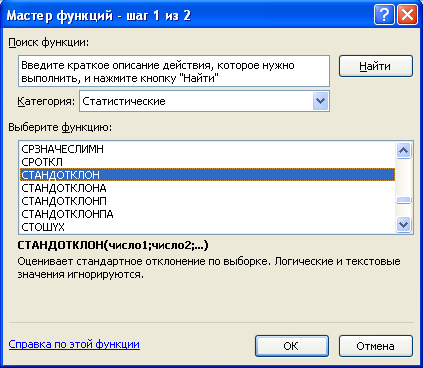 Мастер функций - шаг 1 из 2
Поиск функции:
Введите краткое описание действия, которое нужно
выполнить, и нажмите кнопку "Найти"
Найти
Категория: Статистические
Выберите функцию:
СРЗНАЧЕСЛИМН
СРОТКЛ
СТАНДОТКЛОН
СТАНДОТКЛОНА
СТАНДОТКЛОНП
СТАНДОТКЛОНПА
СТОШYX
СТАНДОТКЛОН(число1;число2;...)
Оценивает стандартное отклонение по выборке. Логические и текстовые
значения игнорируются.
Справка по этой функции
ОК
Отмена